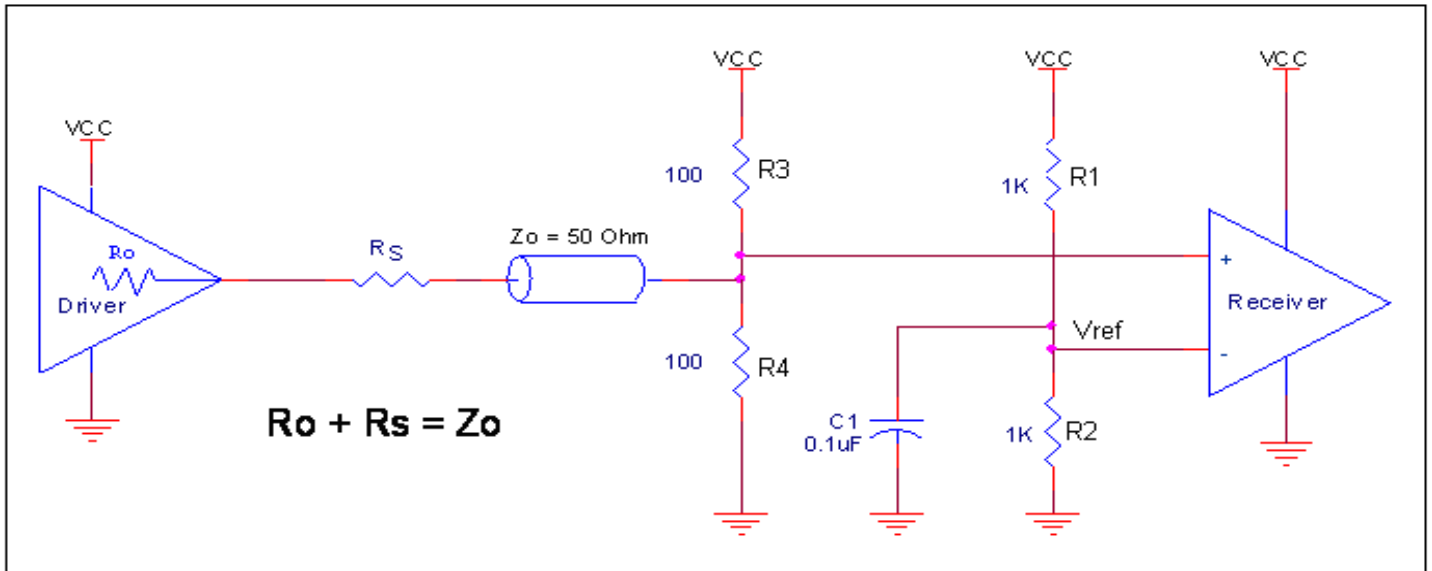 VCC
VCC
VCC
VCC
Ro
Driver
RS
Zo = 50 Ohm
100
R3
1K
R1
+
Receiver
-
Vref
100
R4
Ro + Rs = Zo
C1
0.1uF
1K
R2